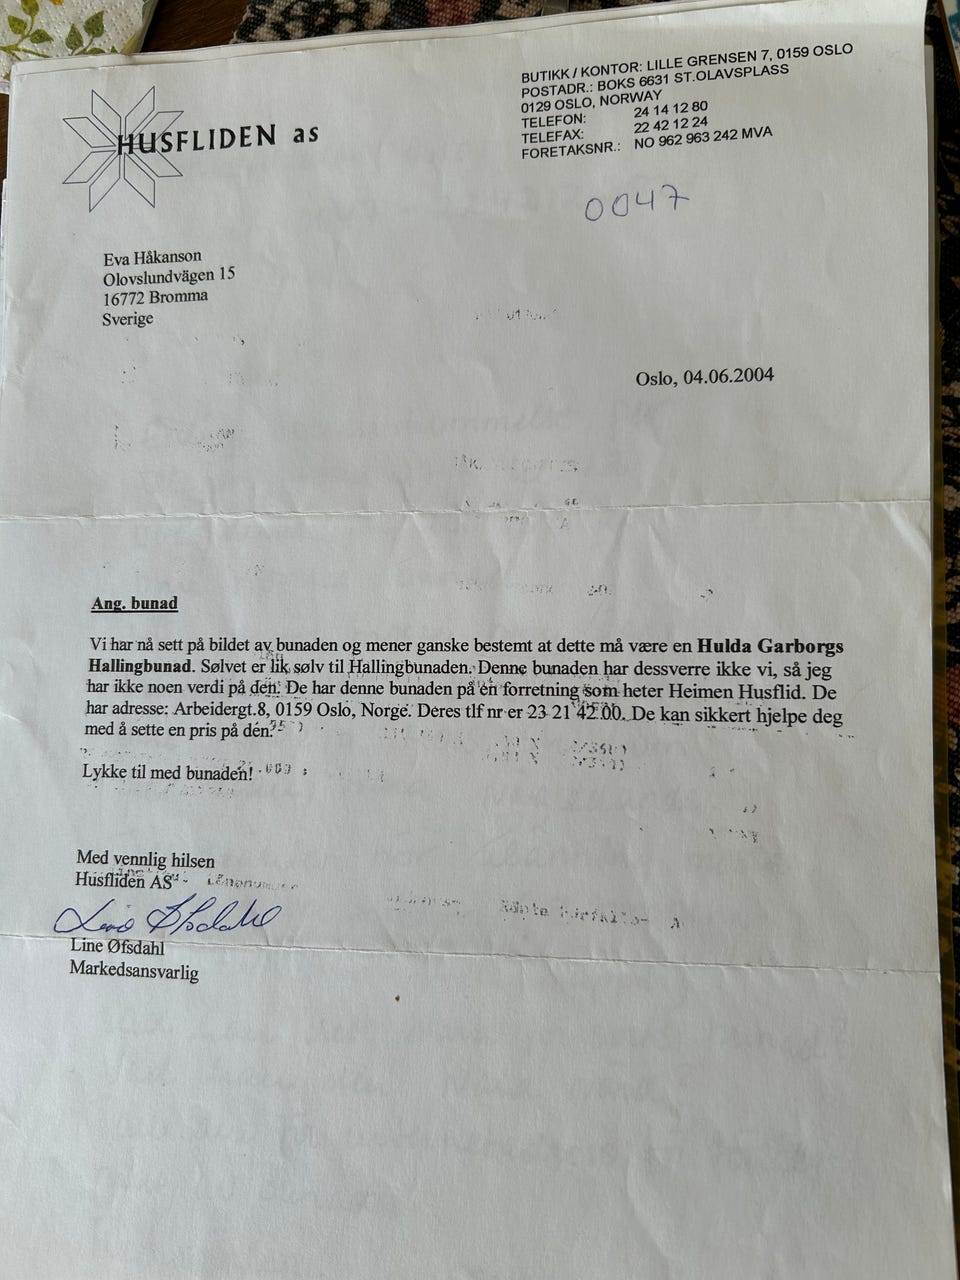 HUSFLIDEN as
BUTIKK / KONTOR: LILLE GRENSEN 7, 0159 OSLO
POSTADR.: BOKS 6631 ST.OLAVSPLASS
0129 OSLO, NORWAY
TELEFON: 24 14 12 80
TELEFAX: 22 42 12 24
FORETAKSNR.: NO 962 963 242 MVA
0047
Eva Håkanson
Olovslundvägen 15
16772 Bromma
Sverige
Oslo, 04.06.2004
Ang. bunad
Vi har nå sett på bildet av bunaden og mener ganske bestemt at dette må være en Hulda Garborgs
Hallingbunad. Sølvet er lik sølv til Hallingbunaden. Denne bunaden har dessverre ikke vi, så jeg
har ikke noen verdi på den. De har denne bunaden på en forretning som heter Heimen Husflid. De
har adresse: Arbeidergt.8, 0159 Oslo, Norge. Deres tlf nr er 23 21 42 00. De kan sikkert hjelpe deg
med å sette en pris på den.
Lykke til med bunaden!
Med vennlig hilsen
Husfliden AS
Line Øfsdahl
Line Øfsdahl
Markedsansvarlig